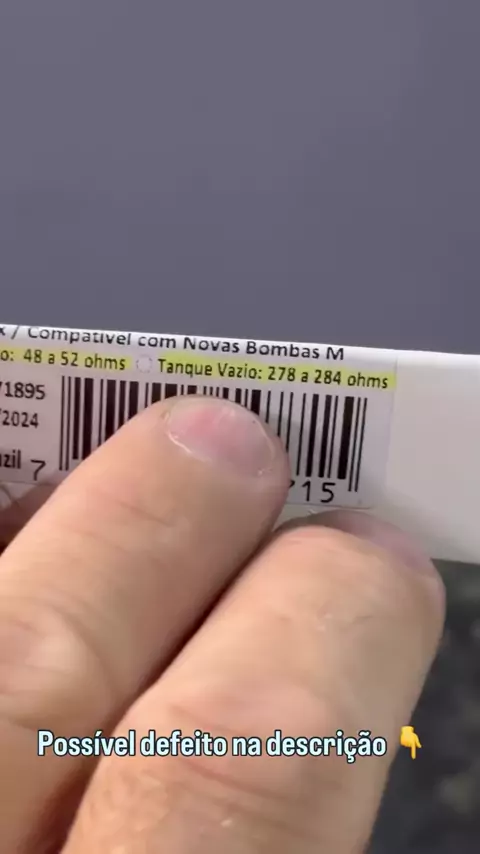 x / Compatível com Novas Bombas M
o: 48 a 52 ohms Tanque Vazio: 278 a 284 ohms
/1895
/2024
zil 7
715
Possível defeito na descrição 👇